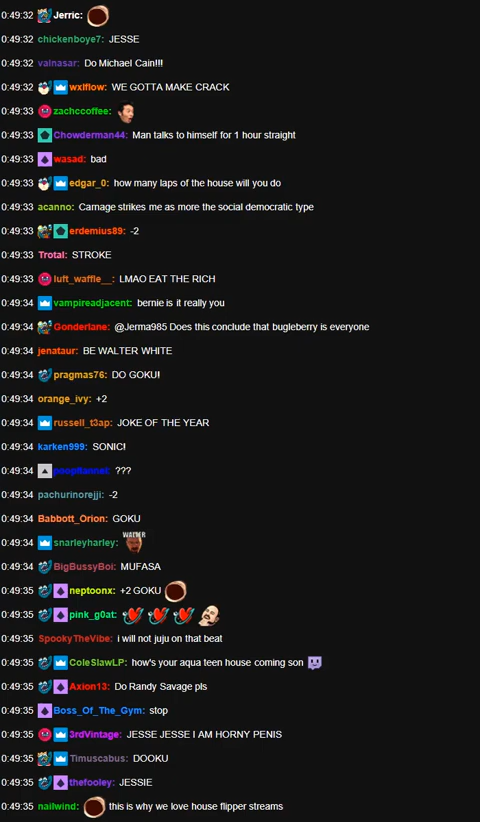 0:49:32 Jerric:
0:49:32 chickenboye7: JESSE
0:49:32 valnasar: Do Michael Cain!!!
0:49:32 wxlflow: WE GOTTA MAKE CRACK
0:49:33 zachccoffee:
0:49:33 Chowderman44: Man talks to himself for 1 hour straight
0:49:33 wasad: bad
0:49:33 edgar_0: how many laps of the house will you do
0:49:33 acanno: Carnage strikes me as more the social democratic type
0:49:33 erdemius89: -2
0:49:33 Trotal: STROKE
0:49:33 luft_waffle__: LMAO EAT THE RICH
0:49:34 vampireadjacent: bernie is it really you
0:49:34 Gonderlane: @Jerma985 Does this conclude that bugleberry is everyone
0:49:34 jenataur: BE WALTER WHITE
0:49:34 pragmas76: DO GOKU!
0:49:34 orange_ivy: +2
0:49:34 russell_t3ap: JOKE OF THE YEAR
0:49:34 karken999: SONIC!
0:49:34 ???
0:49:34 pachurinorejji: -2
0:49:34 Babbott_Orion: GOKU
0:49:34 snarleyharley: WALTER
0:49:34 BigBussyBoi: MUFASA
0:49:35 neptoonx: +2 GOKU
0:49:35 pink_g0at:
0:49:35 SpookyTheVibe: i will not juju on that beat
0:49:35 ColeSlawLP: how's your aqua teen house coming son
0:49:35 Axion13: Do Randy Savage pls
0:49:35 Boss_Of_The_Gym: stop
0:49:35 3rdVintage: JESSE JESSE I AM HORNY PENIS
0:49:35 Timuscabus: DOOKU
0:49:35 thefooley: JESSIE
0:49:35 nailwind: this is why we love house flipper streams